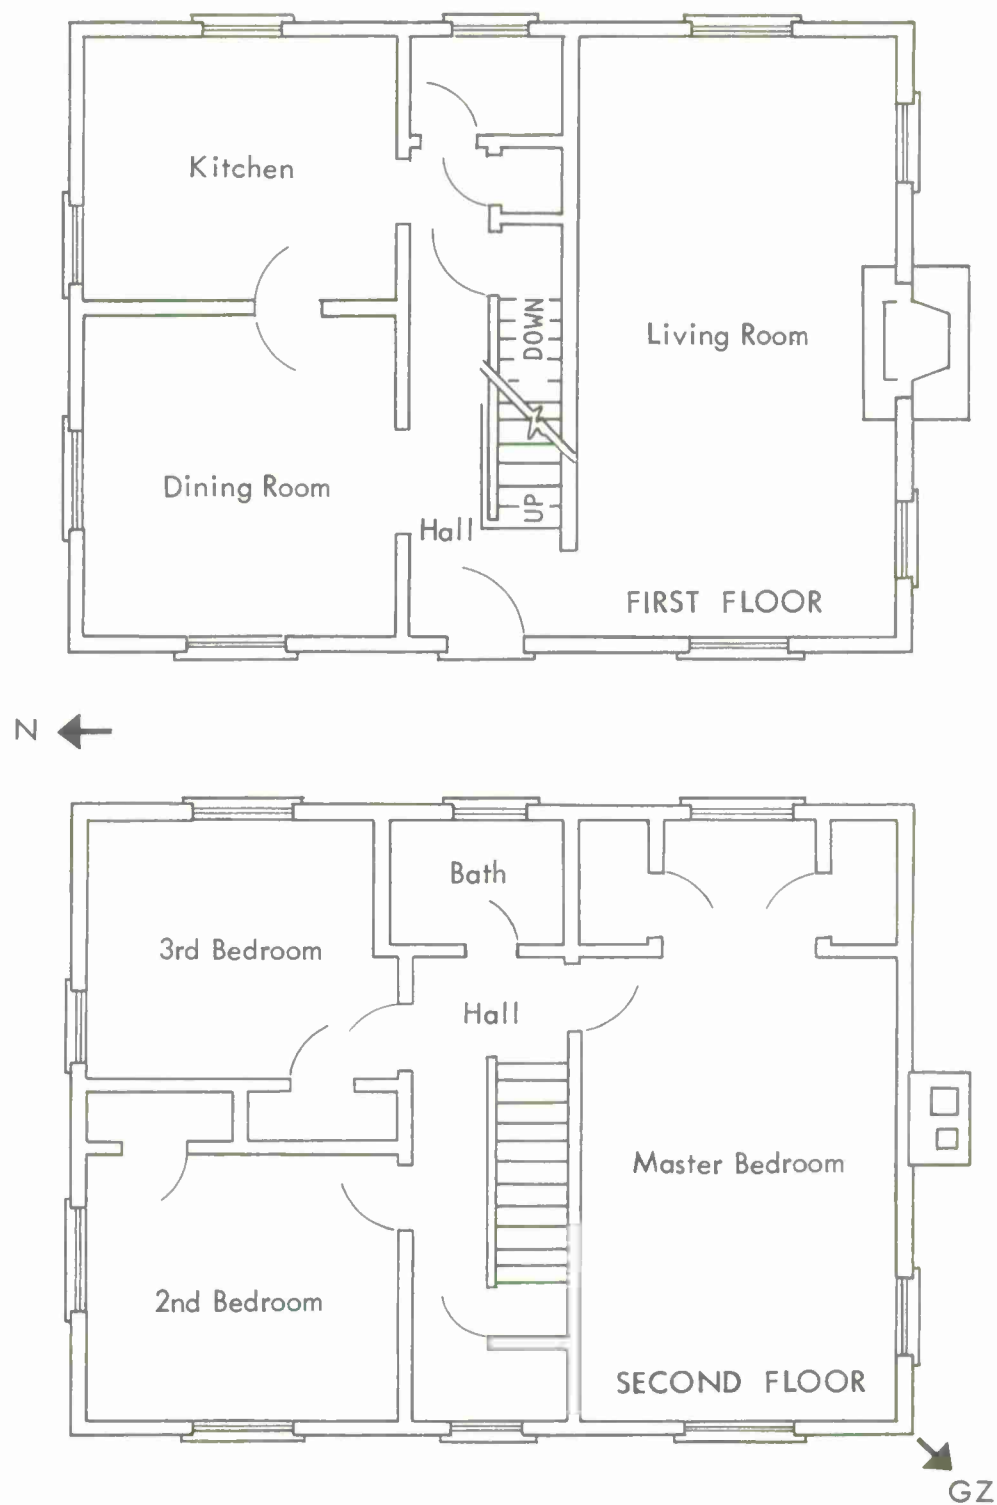 Kitchen
Living Room
DOWN
Dining Room
UP
Hall
FIRST FLOOR
N
Bath
3rd Bedroom
Hall
Master Bedroom
2nd Bedroom
SECOND FLOOR
GZ